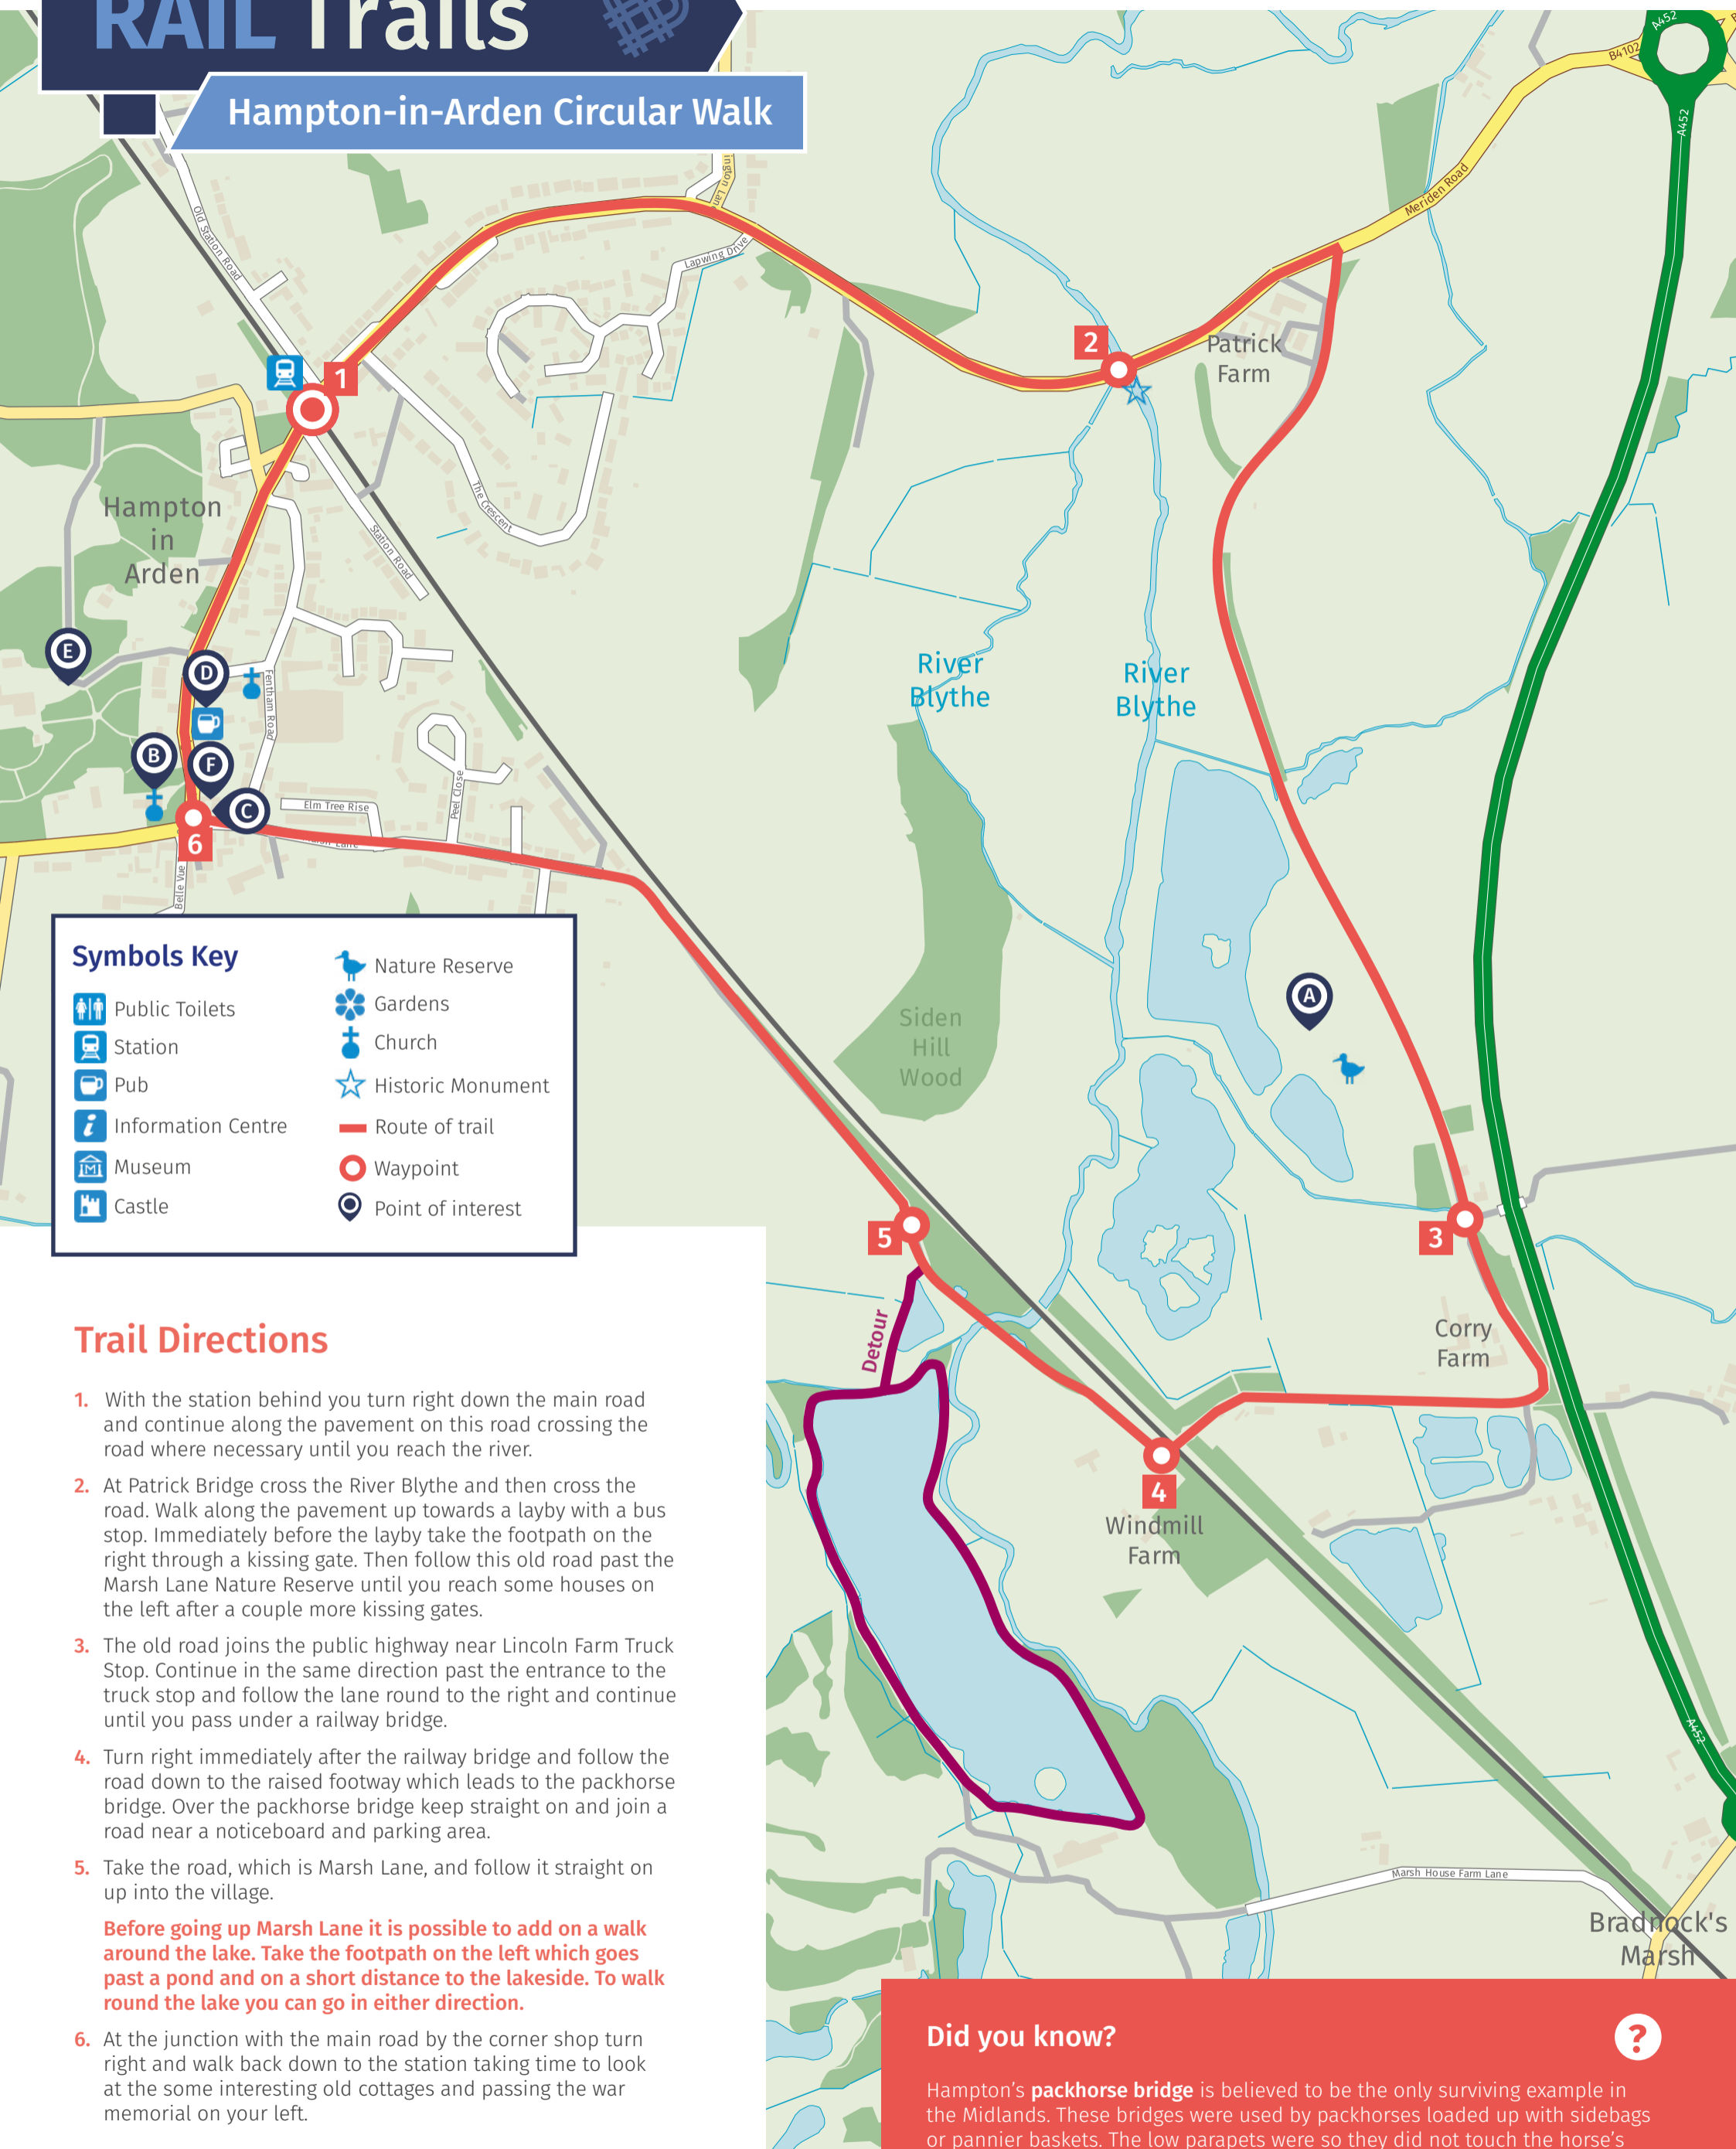 RAIL Trails
Hampton-in-Arden Circular Walk
A452
B4102
A452
Meriden Road
Old Station Road
Lapwing Drive
1
2
Patrick
Farm
Hampton
in
Arden
The Crescent
Station Road
E
D
Fentham Road
B
F
C
6
Elm Tree Rise
Peel Close
Belle Vue
River
Blythe
River
Blythe
A
Siden
Hill
Wood
Symbols Key
Public Toilets
Station
Pub
Information Centre
Museum
Castle
Nature Reserve
Gardens
Church
Historic Monument
Route of trail
Waypoint
Point of interest
5
3
Detour
Corry
Farm
4
Windmill
Farm
A452
Marsh House Farm Lane
Bradnock's
Marsh
Trail Directions
1. With the station behind you turn right down the main road
and continue along the pavement on this road crossing the
road where necessary until you reach the river.
2. At Patrick Bridge cross the River Blythe and then cross the
road. Walk along the pavement up towards a layby with a bus
stop. Immediately before the layby take the footpath on the
right through a kissing gate. Then follow this old road past the
Marsh Lane Nature Reserve until you reach some houses on
the left after a couple more kissing gates.
3. The old road joins the public highway near Lincoln Farm Truck
Stop. Continue in the same direction past the entrance to the
truck stop and follow the lane round to the right and continue
until you pass under a railway bridge.
4. Turn right immediately after the railway bridge and follow the
road down to the raised footway which leads to the packhorse
bridge. Over the packhorse bridge keep straight on and join a
road near a noticeboard and parking area.
5. Take the road, which is Marsh Lane, and follow it straight on
up into the village.
Before going up Marsh Lane it is possible to add on a walk
around the lake. Take the footpath on the left which goes
past a pond and on a short distance to the lakeside. To walk
round the lake you can go in either direction.
6. At the junction with the main road by the corner shop turn
right and walk back down to the station taking time to look
at the some interesting old cottages and passing the war
memorial on your left.
Did you know?
?
Hampton's packhorse bridge is believed to be the only surviving example in
the Midlands. These bridges were used by packhorses loaded up with sidebags
or pannier baskets. The low parapets were so they did not touch the horse's